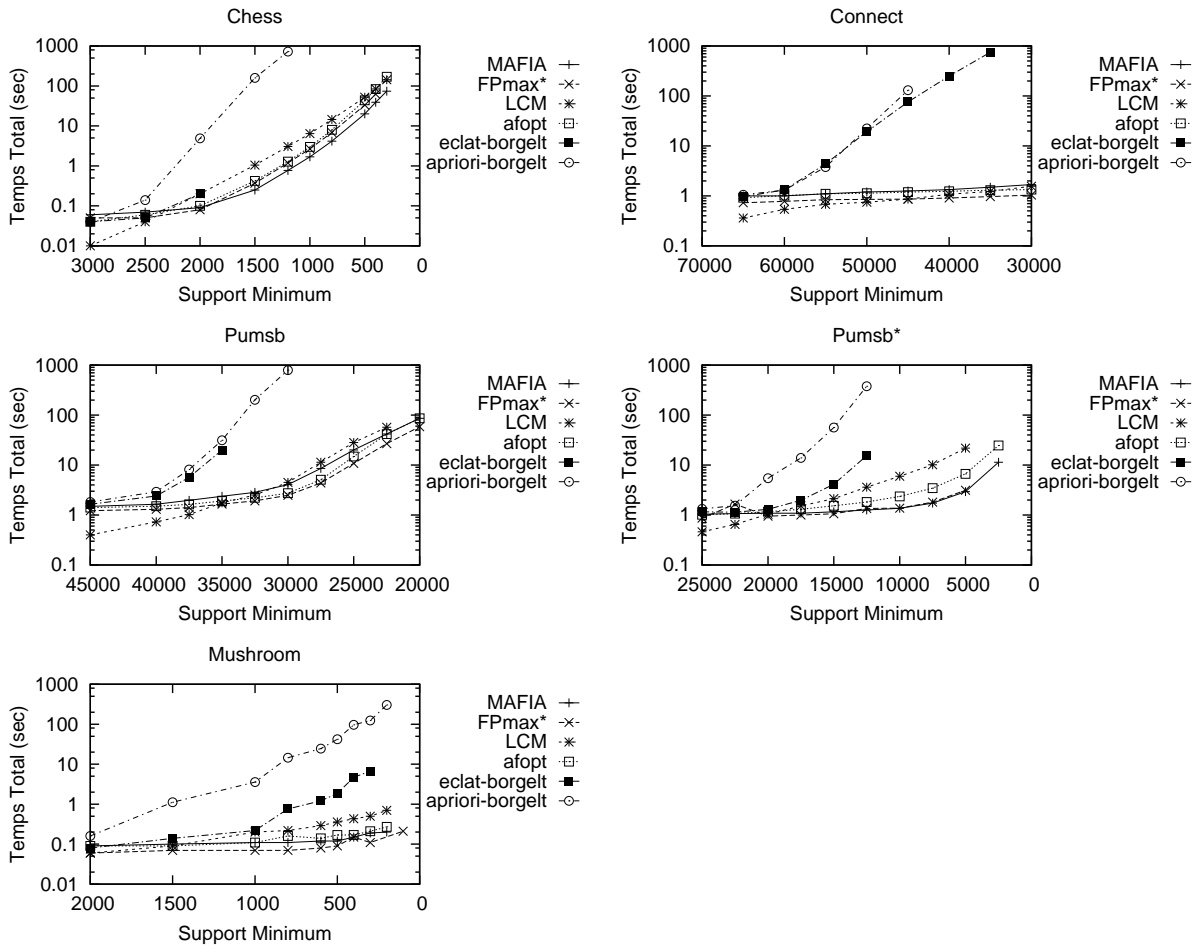 Chess
Temps Total (sec)
1000
100
10
1
0.1
0.01
3000 2500 2000 1500 1000 500 0
Support Minimum
MAFIA
FPmax*
LCM
afopt
eclat-borgelt
apriori-borgelt
Connect
Temps Total (sec)
1000
100
10
1
0.1
70000 60000 50000 40000 30000
Support Minimum
MAFIA
FPmax*
LCM
afopt
eclat-borgelt
apriori-borgelt
Pumsb
Temps Total (sec)
1000
100
10
1
0.1
45000 40000 35000 30000 25000 20000
Support Minimum
MAFIA
FPmax*
LCM
afopt
eclat-borgelt
apriori-borgelt
Pumsb*
Temps Total (sec)
1000
100
10
1
0.1
25000 20000 15000 10000 5000 0
Support Minimum
MAFIA
FPmax*
LCM
afopt
eclat-borgelt
apriori-borgelt
Mushroom
Temps Total (sec)
1000
100
10
1
0.1
0.01
2000 1500 1000 500 0
Support Minimum
MAFIA
FPmax*
LCM
afopt
eclat-borgelt
apriori-borgelt